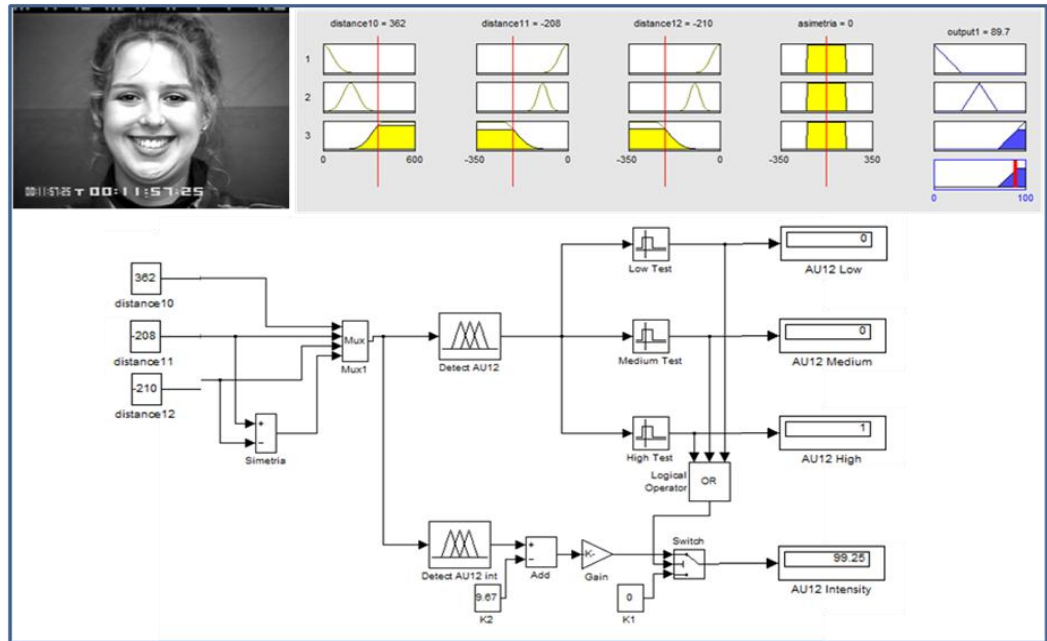 distance10 = 362
distance11 = -208
distance12 = -210
asimetria = 0
output1 = 89.7
1
2
3
0
600
-350
0
-350
0
-350
350
0
100
00:11:57:25 T00:11:57:25
362
distance10
-208
distance11
-210
distance12
Simetria
Mux
Mux1
Detect AU12
Low Test
Medium Test
High Test
0
AU12 Low
0
AU12 Medium
1
AU12 High
Logical
Operator
OR
Detect AU12 int
9.67
K2
Add
K-
Gain
0
K1
Switch
99.25
AU12 Intensity